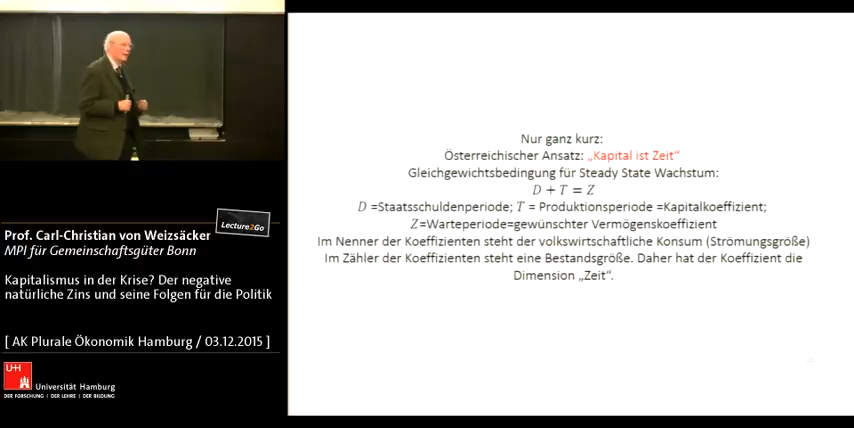 Nur ganz kurz:
Österreichischer Ansatz: „Kapital ist Zeit“
Gleichgewichtsbedingung für Steady State Wachstum:
D + T = Z
D =Staatsschuldenperiode; T = Produktionsperiode =Kapitalkoeffizient;
Z=Warteperiode=gewünschter Vermögenskoeffizient
Im Nenner der Koeffizienten steht der volkswirtschaftliche Konsum (Strömungsgröße)
Im Zähler der Koeffizienten steht eine Bestandsgröße. Daher hat der Koeffizient die
Dimension „Zeit“.
Lecture2Go
Prof. Carl-Christian von Weizsäcker
MPI für Gemeinschaftsgüter Bonn
Kapitalismus in der Krise? Der negative
natürliche Zins und seine Folgen für die Politik
[ AK Plurale Ökonomik Hamburg / 03.12.2015 ]
UH
Universität Hamburg
DER FORSCHUNG | DER LEHRE | DER BILDUNG